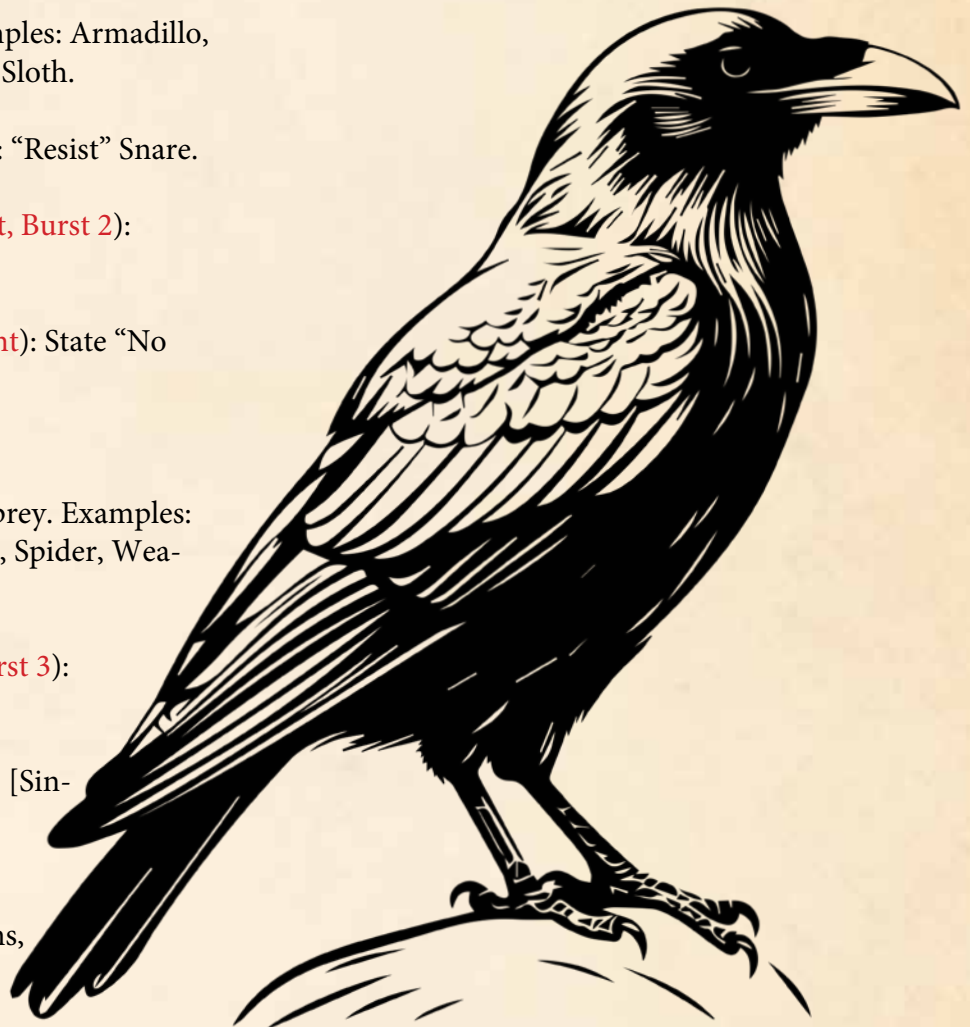 ples: Armadillo,
Sloth.
: “Resist” Snare.
t, Burst 2):
nt): State “No
prey. Examples:
, Spider, Wea-
rst 3):
[Sin-
ns,